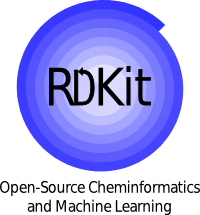 RDKit
Open-Source Cheminformatics
and Machine Learning